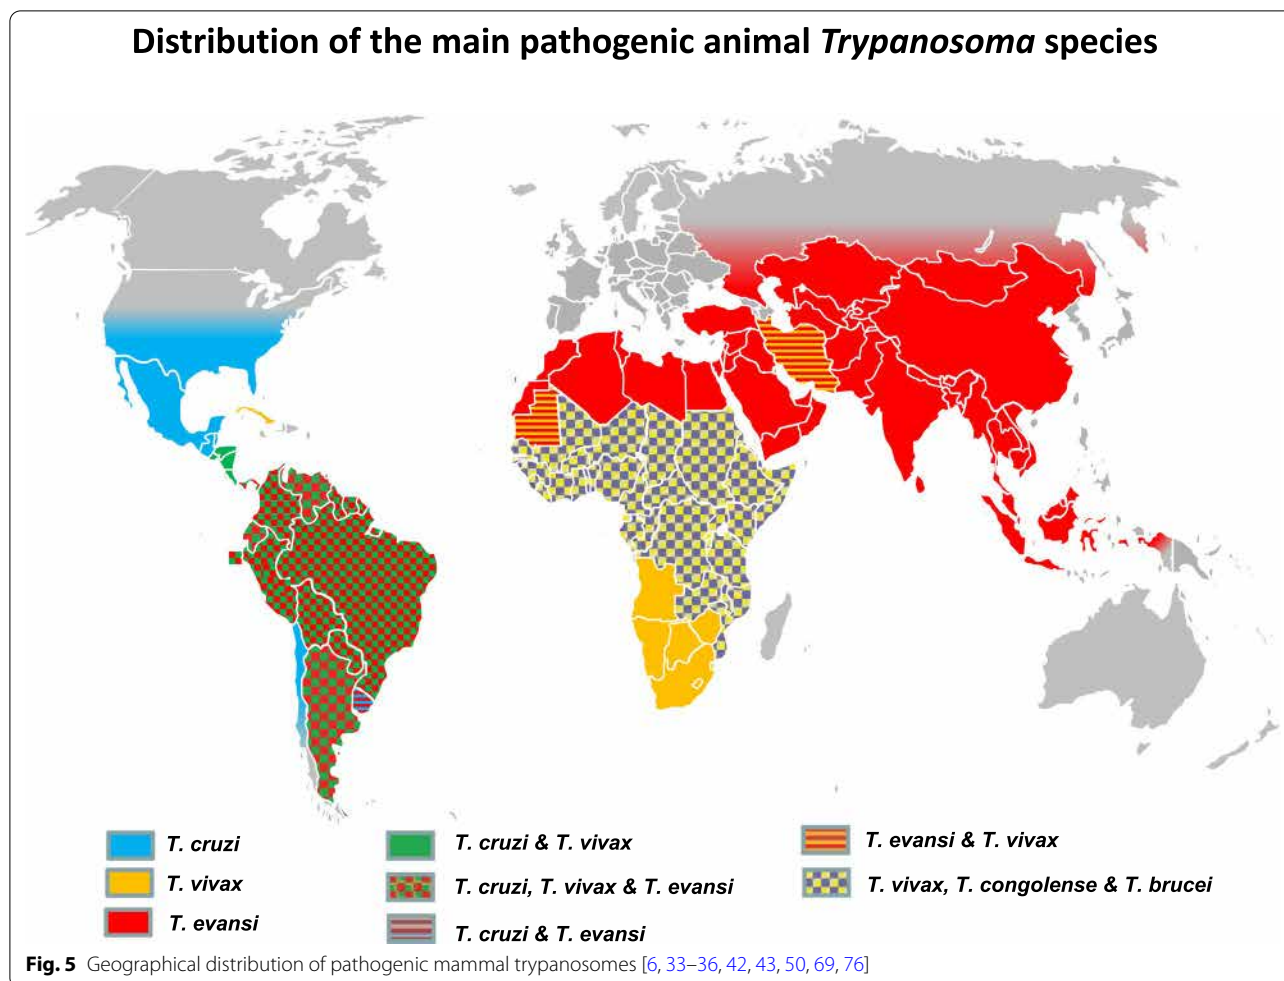 Distribution of the main pathogenic animal Trypanosoma species
T. cruzi
T. vivax
T. evansi
T. cruzi & T. vivax
T. cruzi, T. vivax & T. evansi
T. cruzi & T. evansi
T. evansi & T. vivax
T. vivax, T. congolense & T. brucei
Fig. 5 Geographical distribution of pathogenic mammal trypanosomes [6, 33–36, 42, 43, 50, 69, 76]